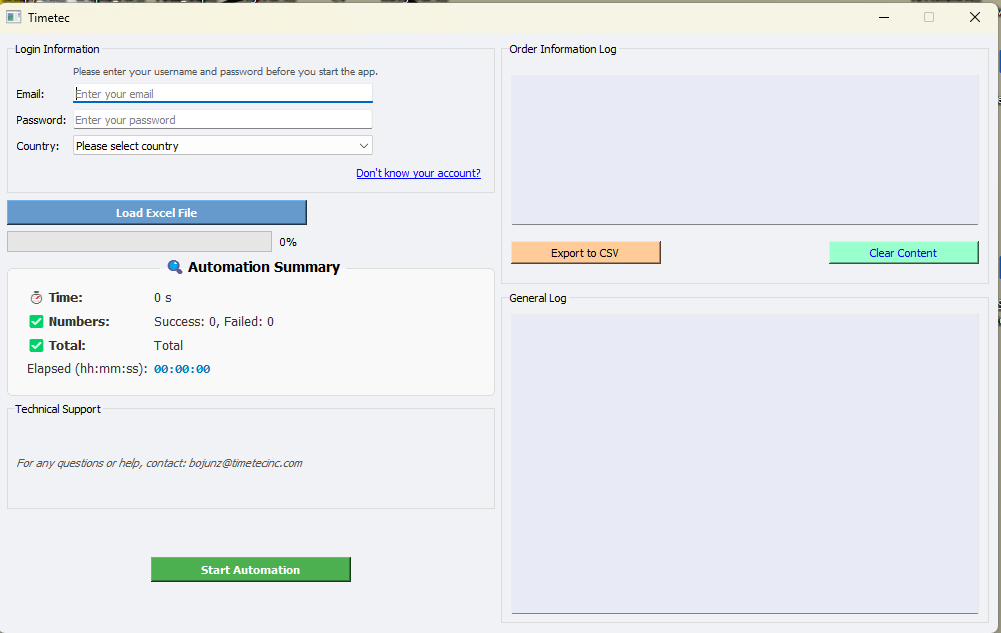 Timetec
Login Information
Please enter your username and password before you start the app.
Email: Enter your email
Password: Enter your password
Country: Please select country
Don't know your account?
Load Excel File
0%
Automation Summary
Time: 0 s
Numbers: Success: 0, Failed: 0
Total: Total
Elapsed (hh:mm:ss): 00:00:00
Technical Support
For any questions or help, contact: bojunz@timetecinc.com
Start Automation
Order Information Log
Export to CSV
Clear Content
General Log